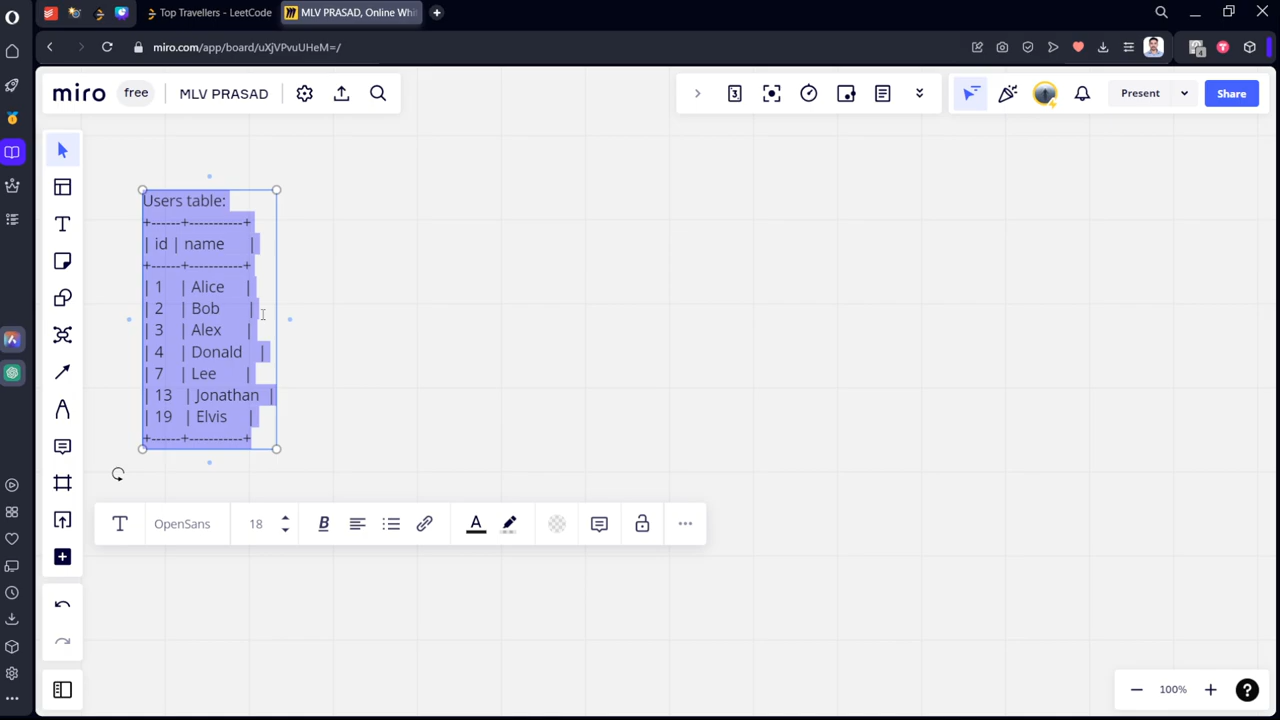 Top Travellers - LeetCode
MLV PRASAD, Online Whi
miro.com/app/board/uXjVPvuUHeM=/
4
miro
free
MLV PRASAD
3
Present
Share
Users table:
+------+-----------+
| id | name |
+------+-----------+
| 1 | Alice |
| 2 | Bob |
| 3 | Alex |
| 4 | Donald |
| 7 | Lee |
| 13 | Jonathan |
| 19 | Elvis |
+------+-----------+
OpenSans
18
B
A
100%